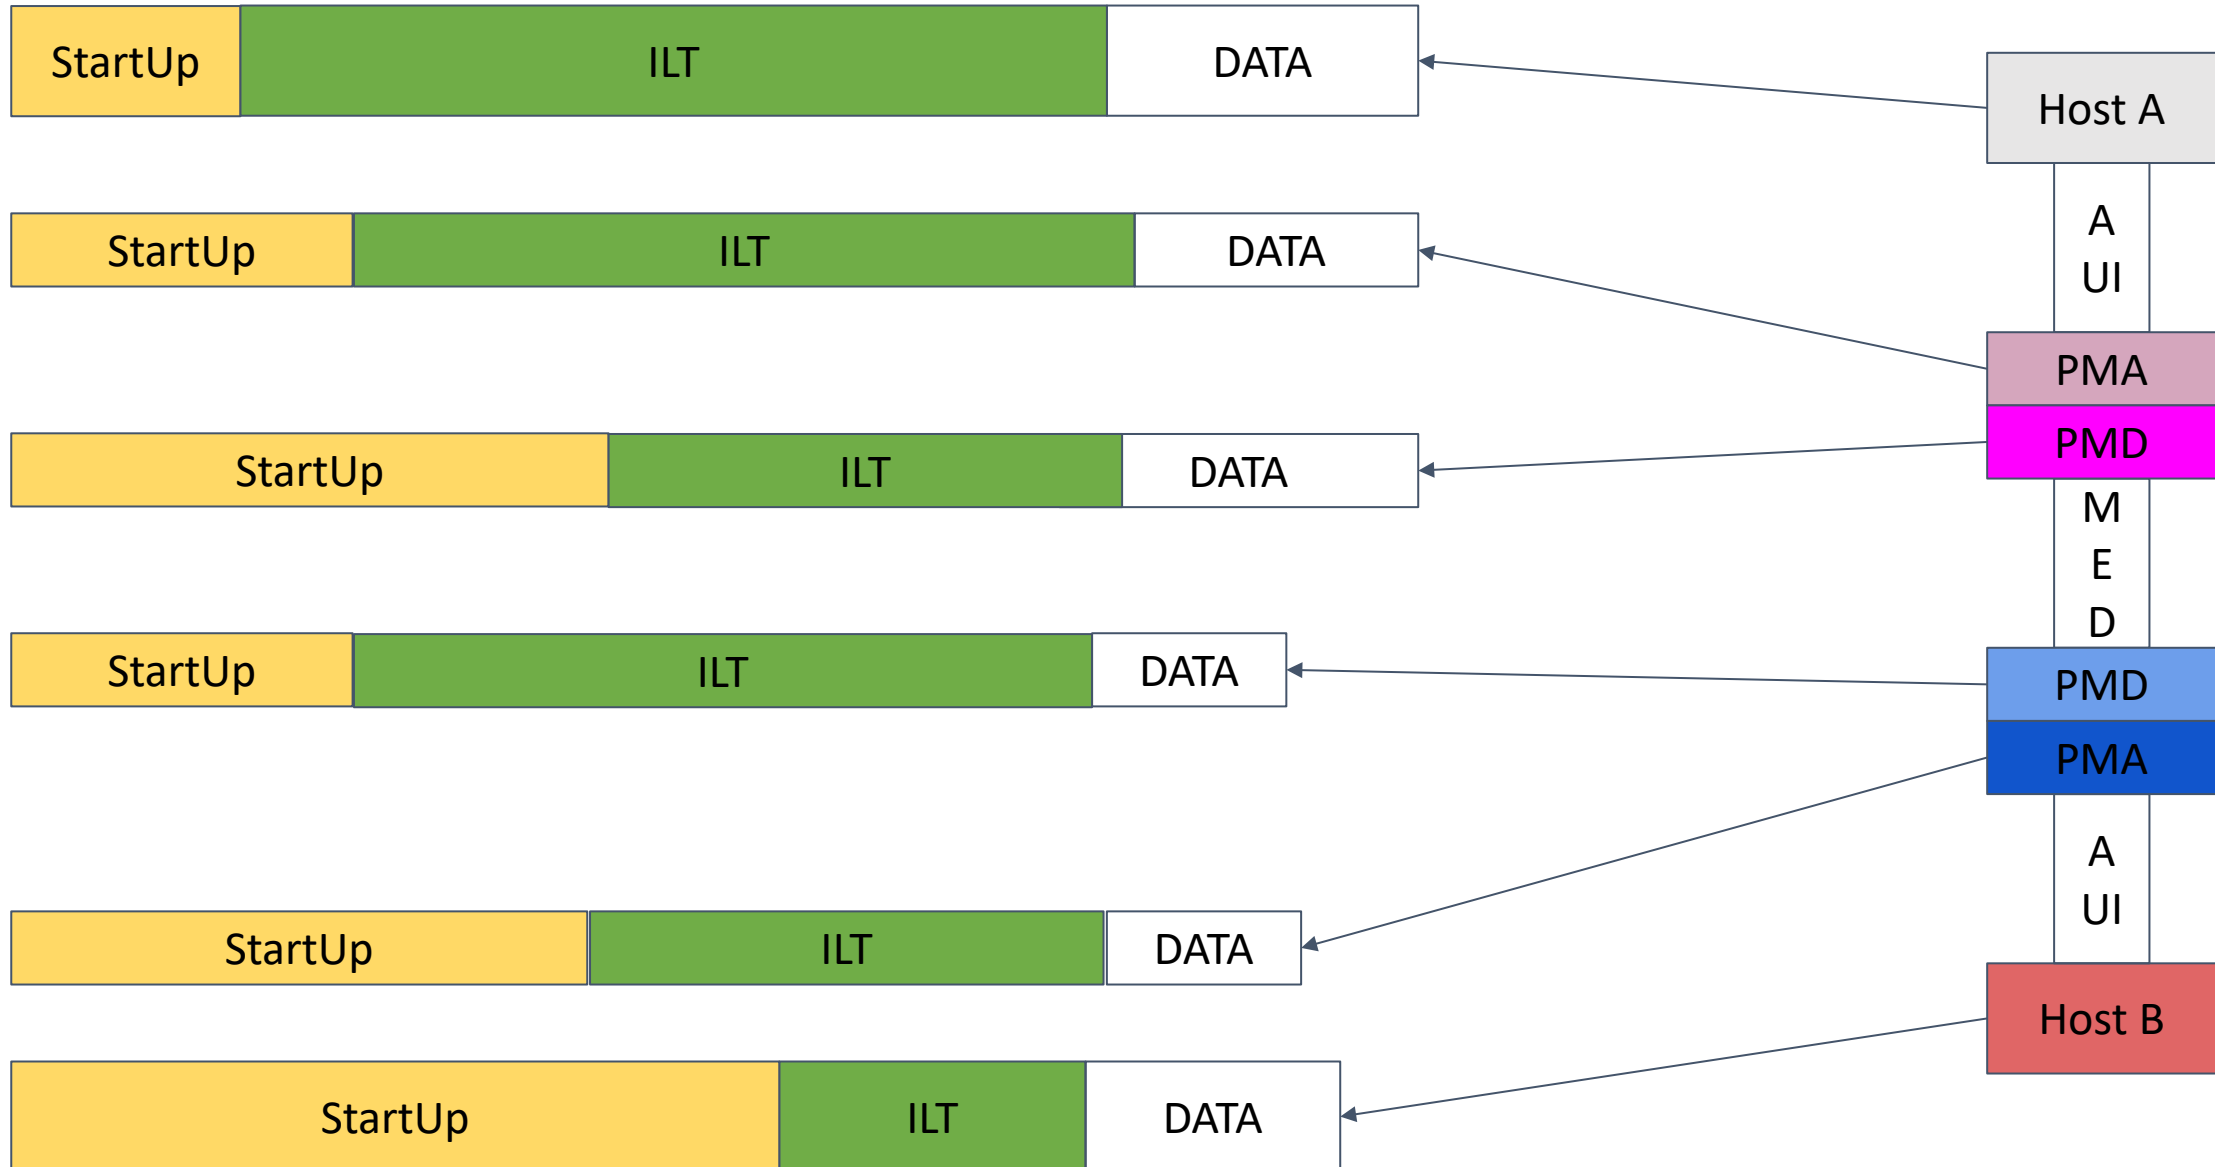 StartUp ILT DATA
Host A
StartUp ILT DATA
A
UI
PMA
StartUp ILT DATA
PMD
M
E
D
StartUp ILT DATA
PMD
PMA
A
UI
StartUp ILT DATA
Host B
StartUp ILT DATA